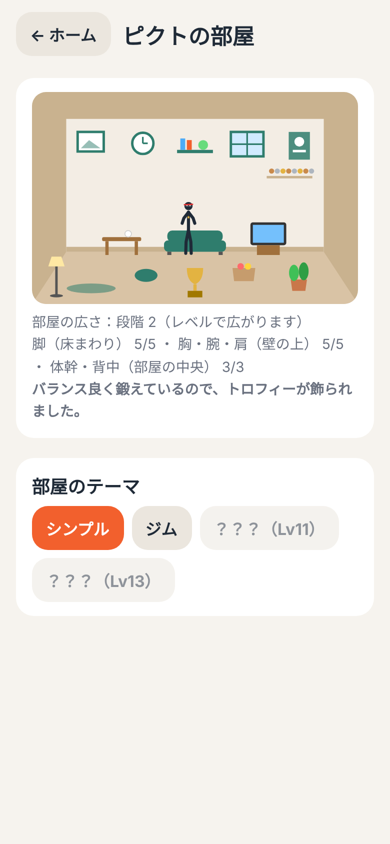 ← ホーム
ピクトの部屋
部屋の広さ：段階 2（レベルで広がります）
脚（床まわり） 5/5 ・ 胸・腕・肩（壁の上） 5/5
・ 体幹・背中（部屋の中央） 3/3
バランス良く鍛えているので、トロフィーが飾られ
ました。
部屋のテーマ
シンプル
ジム
？？？（Lv11）
？？？（Lv13）